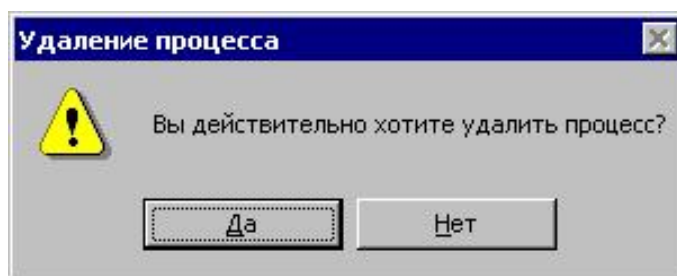 Удаление процесса
Вы действительно хотите удалить процесс?
Да Нет